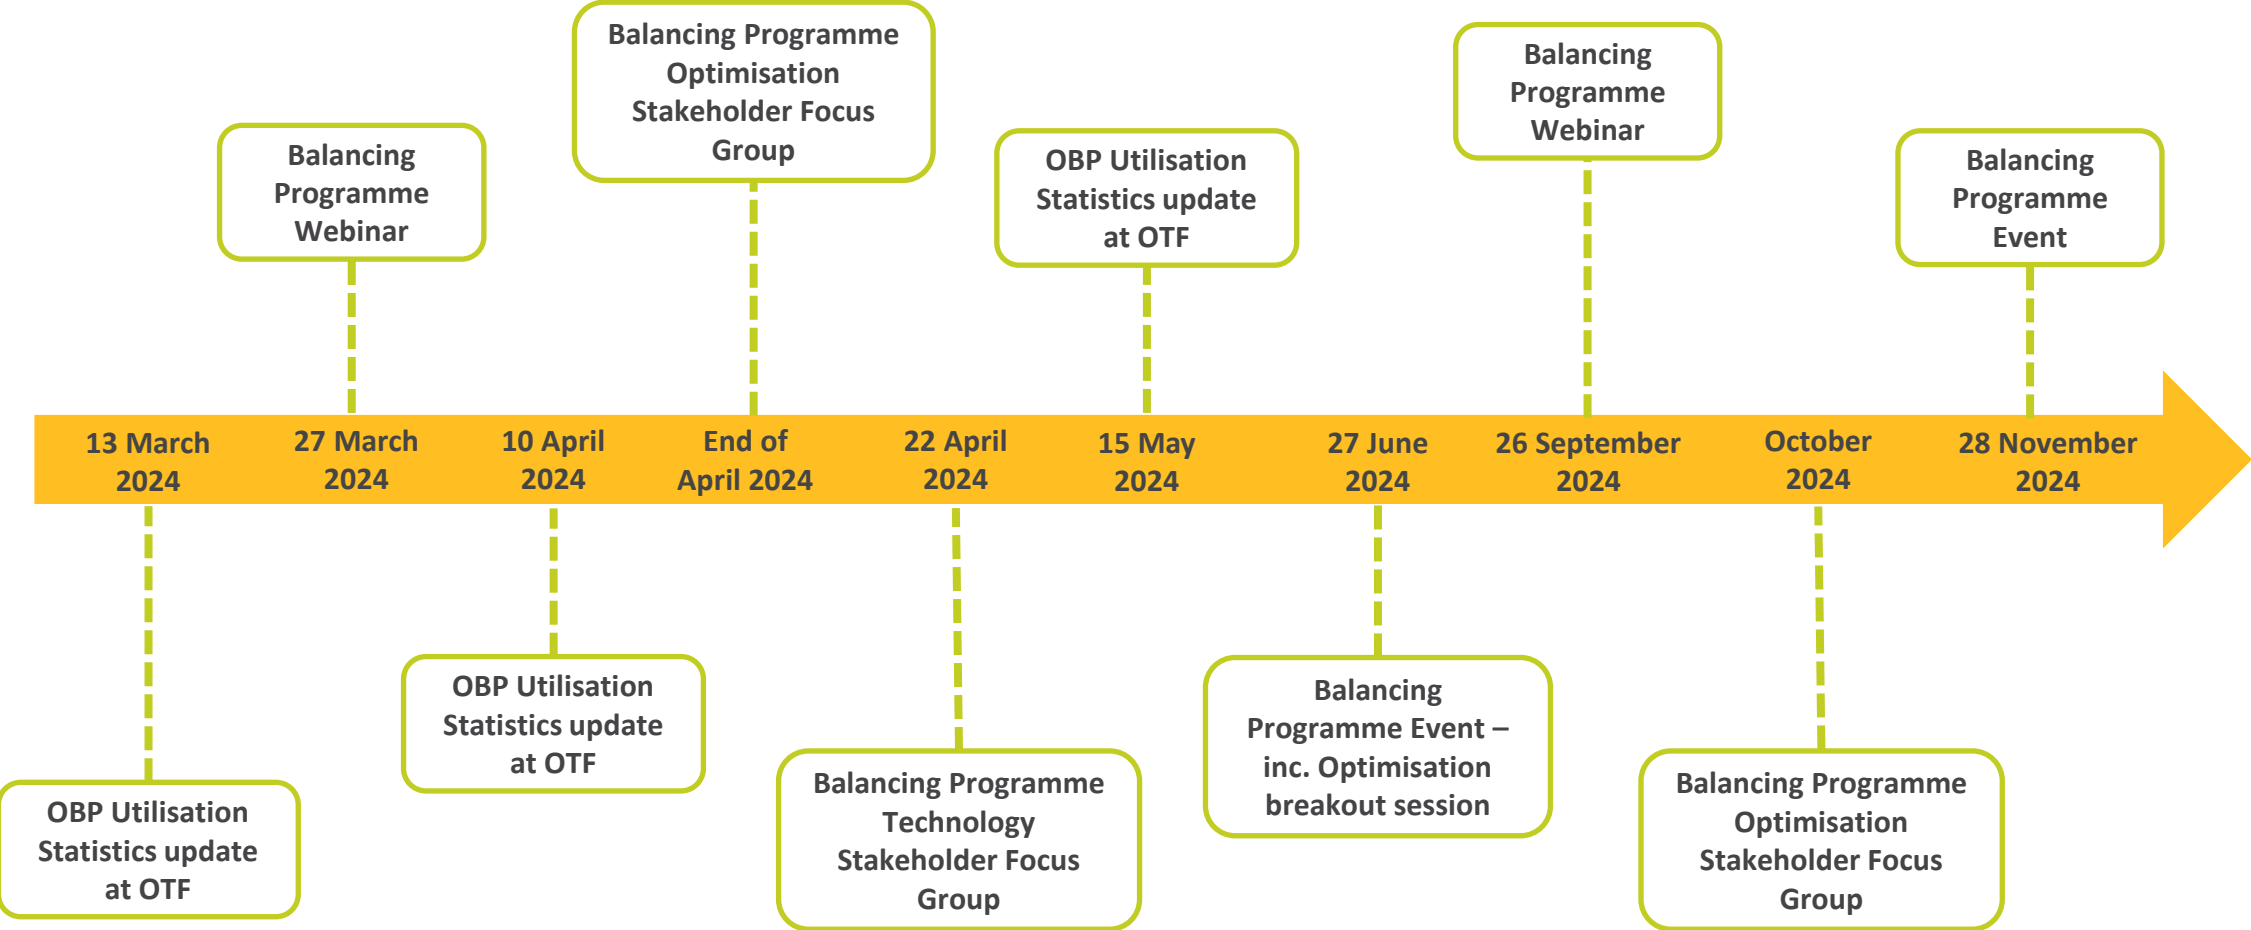 Balancing Programme
Optimisation
Stakeholder Focus
Group
Balancing
Programme
Webinar
Balancing
Programme
Webinar
OBP Utilisation
Statistics update
at OTF
Balancing
Programme
Event
13 March
2024
27 March
2024
10 April
2024
End of
April 2024
22 April
2024
15 May
2024
27 June
2024
26 September
2024
October
2024
28 November
2024
OBP Utilisation
Statistics update
at OTF
OBP Utilisation
Statistics update
at OTF
Balancing Programme
Technology
Stakeholder Focus
Group
Balancing
Programme Event –
inc. Optimisation
breakout session
Balancing Programme
Optimisation
Stakeholder Focus
Group